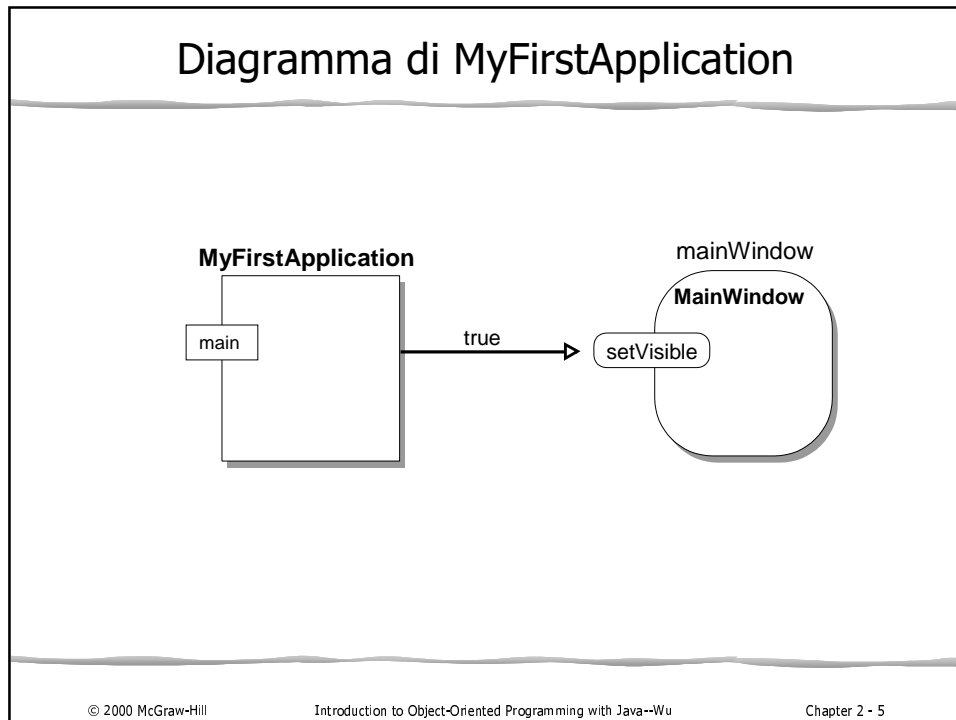 Diagramma di MyFirstApplication
MyFirstApplication
main
true
mainWindow
MainWindow
setVisible
© 2000 McGraw-Hill
Introduction to Object-Oriented Programming with Java--Wu
Chapter 2 - 5